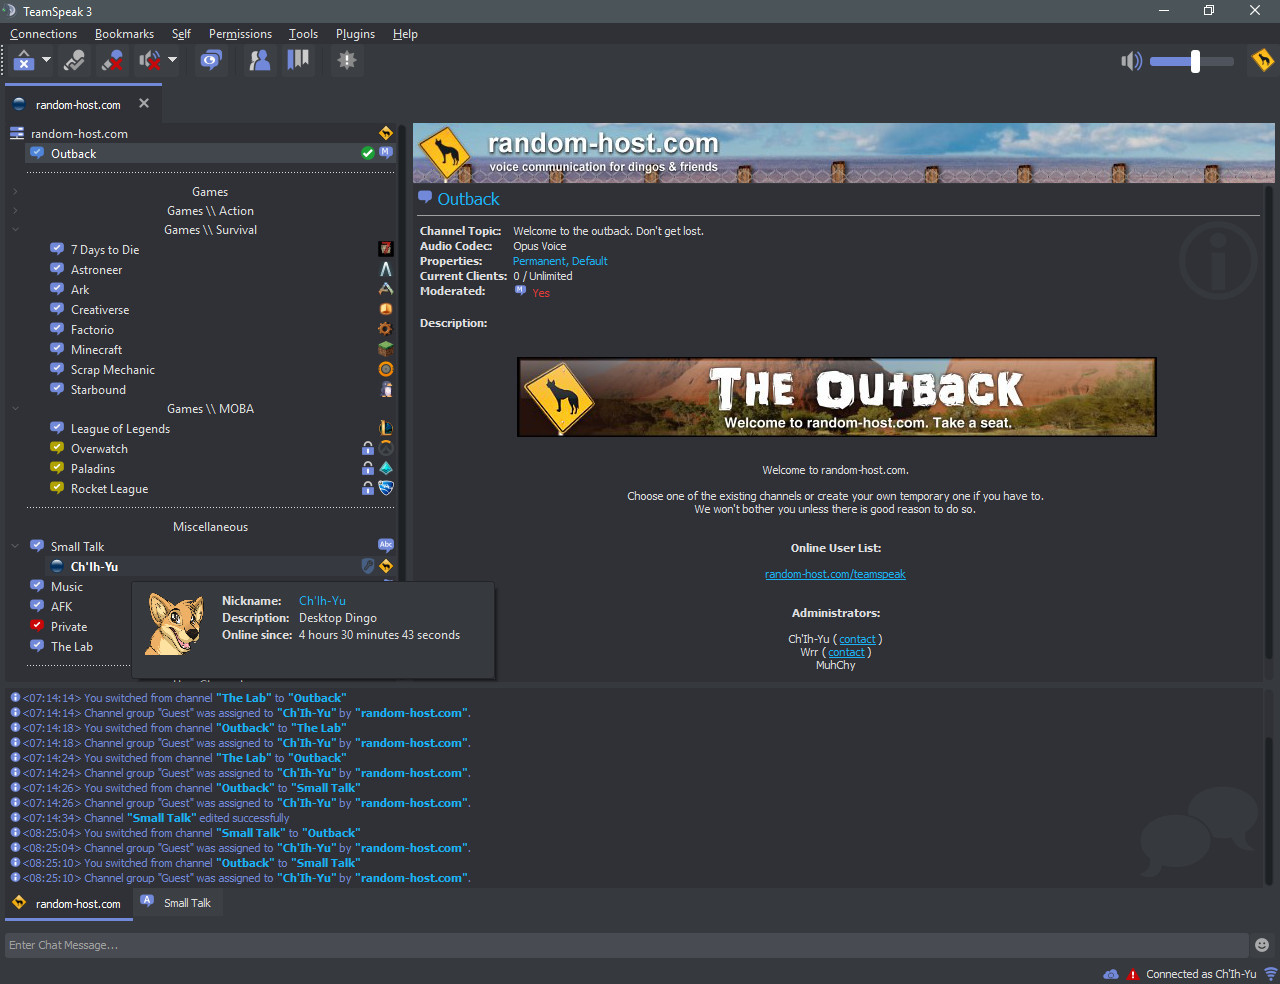 TeamSpeak 3
Connections Bookmarks Self Permissions Tools Plugins Help
random-host.com
random-host.com
Outback
M
Games
Games \\ Action
Games \\ Survival
7 Days to Die
Astroneer
Ark
Creativerse
Factorio
Minecraft
Scrap Mechanic
Starbound
Games \\ MOBA
League of Legends
Overwatch
Paladins
Rocket League
Miscellaneous
Small Talk
Abc
Ch'Ih-Yu
Music
AFK
Private
The Lab
Nickname: Ch'Ih-Yu
Description: Desktop Dingo
Online since: 4 hours 30 minutes 43 seconds
random-host.com
voice communication for dingos & friends
Outback
Channel Topic: Welcome to the outback. Don't get lost.
Audio Codec: Opus Voice
Properties: Permanent, Default
Current Clients: 0 / Unlimited
Moderated: M Yes
Description:
The Outback
Welcome to random-host.com. Take a seat.
Welcome to random-host.com.
Choose one of the existing channels or create your own temporary one if you have to.
We won't bother you unless there is good reason to do so.
Online User List:
random-host.com/teamspeak
Administrators:
Ch'Ih-Yu ( contact )
Wrr ( contact )
MuhChy
<07:14:14> You switched from channel "The Lab" to "Outback"
<07:14:14> Channel group "Guest" was assigned to "Ch'Ih-Yu" by "random-host.com".
<07:14:18> You switched from channel "Outback" to "The Lab"
<07:14:18> Channel group "Guest" was assigned to "Ch'Ih-Yu" by "random-host.com".
<07:14:24> You switched from channel "The Lab" to "Outback"
<07:14:24> Channel group "Guest" was assigned to "Ch'Ih-Yu" by "random-host.com".
<07:14:26> You switched from channel "Outback" to "Small Talk"
<07:14:26> Channel group "Guest" was assigned to "Ch'Ih-Yu" by "random-host.com".
<07:14:34> Channel "Small Talk" edited successfully
<08:25:04> You switched from channel "Small Talk" to "Outback"
<08:25:04> Channel group "Guest" was assigned to "Ch'Ih-Yu" by "random-host.com".
<08:25:10> You switched from channel "Outback" to "Small Talk"
<08:25:10> Channel group "Guest" was assigned to "Ch'Ih-Yu" by "random-host.com".
random-host.com
A Small Talk
Enter Chat Message...
Connected as Ch'Ih-Yu